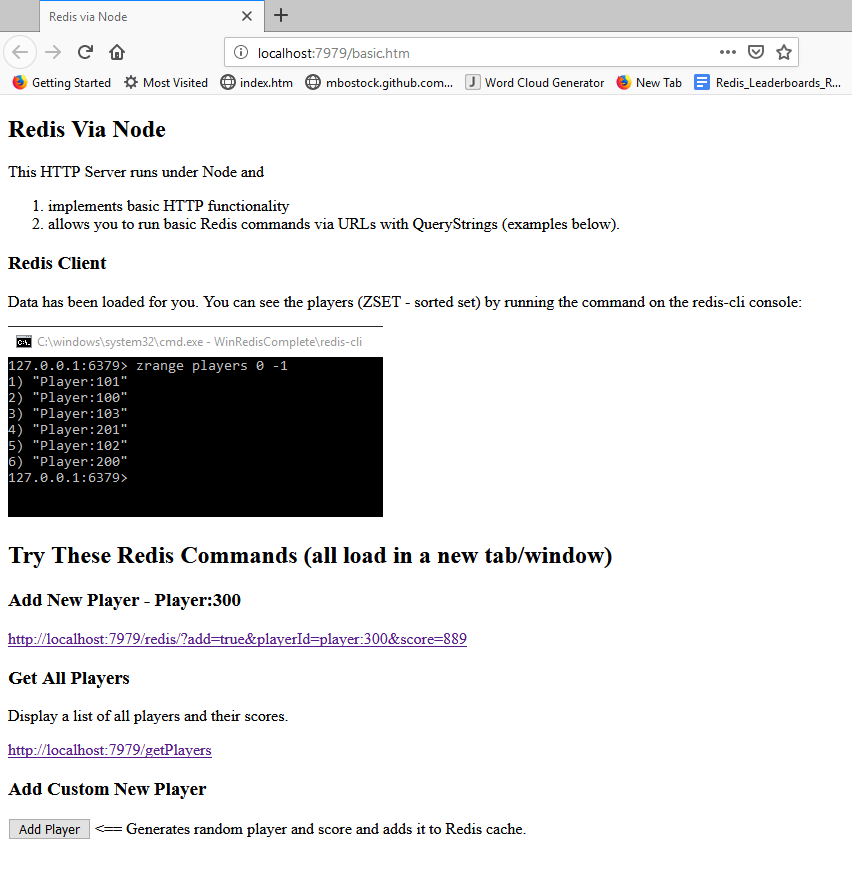 Redis via Node
localhost:7979/basic.htm
Getting Started Most Visited index.htm mbostock.github.com... Word Cloud Generator New Tab Redis_Leaderboards_R...
Redis Via Node
This HTTP Server runs under Node and
1. implements basic HTTP functionality
2. allows you to run basic Redis commands via URLs with QueryStrings (examples below).
Redis Client
Data has been loaded for you. You can see the players (ZSET - sorted set) by running the command on the redis-cli console:
C:\windows\system32\cmd.exe - WinRedisComplete\redis-cli
127.0.0.1:6379> zrange players 0 -1
1) "Player:101"
2) "Player:100"
3) "Player:103"
4) "Player:201"
5) "Player:102"
6) "Player:200"
127.0.0.1:6379>
Try These Redis Commands (all load in a new tab/window)
Add New Player - Player:300
http://localhost:7979/redis/?add=true&playerId=player:300&score=889
Get All Players
Display a list of all players and their scores.
http://localhost:7979/getPlayers
Add Custom New Player
Add Player <== Generates random player and score and adds it to Redis cache.